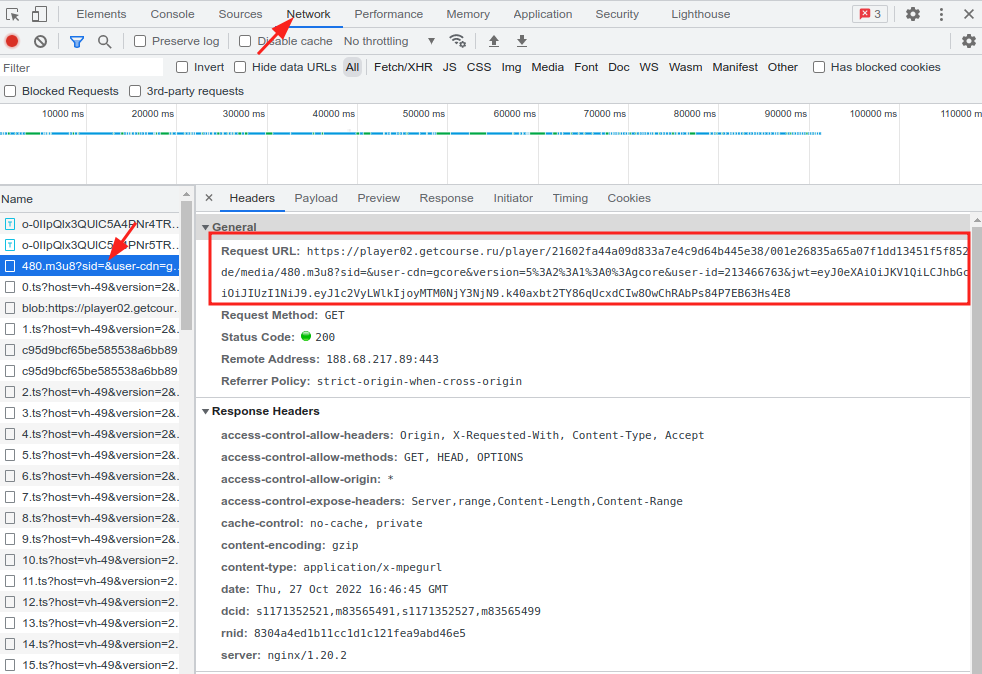 Elements Console Sources Network Performance Memory Application Security Lighthouse 3
Preserve log Disable cache No throttling
Filter Invert Hide data URLs All Fetch/XHR JS CSS Img Media Font Doc WS Wasm Manifest Other Has blocked cookies
Blocked Requests 3rd-party requests
10000 ms 20000 ms 30000 ms 40000 ms 50000 ms 60000 ms 70000 ms 80000 ms 90000 ms 100000 ms 110000 m
Name
o-0IIpQlx3QUlC5A4PNr4TR...
o-0IIpQlx3QUlC5A4PNr5TR...
480.m3u8?sid=&user-cdn=g...
0.ts?host=vh-49&version=2&...
blob:https://player02.getcour...
1.ts?host=vh-49&version=2&...
c95d9bcf65be585538a6bb89
c95d9bcf65be585538a6bb89
2.ts?host=vh-49&version=2&...
3.ts?host=vh-49&version=2&...
4.ts?host=vh-49&version=2&...
5.ts?host=vh-49&version=2&...
6.ts?host=vh-49&version=2&...
7.ts?host=vh-49&version=2&...
8.ts?host=vh-49&version=2&...
9.ts?host=vh-49&version=2&...
10.ts?host=vh-49&version=2...
11.ts?host=vh-49&version=2...
12.ts?host=vh-49&version=2...
13.ts?host=vh-49&version=2...
14.ts?host=vh-49&version=2...
15.ts?host=vh-49&version=2...
Headers Payload Preview Response Initiator Timing Cookies
General
Request URL: https://player02.getcourse.ru/player/21602fa44a09d833a7e4c9d64b445e38/001e26835a65a07f1dd13451f5f852
de/media/480.m3u8?sid=&user-cdn=gcore&version=5%3A2%3A1%3A0%3Agcore&user-id=213466763&jwt=eyJ0eXAiOiJKV1QiLCJhbGc
iOiJIUzI1NiJ9.eyJ1c2VyLWlkIjoyMTM0NjY3NjN9.k40axbt2TY86qUcxdCIw8OwChRAbPs84P7EB63Hs4E8
Request Method: GET
Status Code: 200
Remote Address: 188.68.217.89:443
Referrer Policy: strict-origin-when-cross-origin
Response Headers
access-control-allow-headers: Origin, X-Requested-With, Content-Type, Accept
access-control-allow-methods: GET, HEAD, OPTIONS
access-control-allow-origin: *
access-control-expose-headers: Server,range,Content-Length,Content-Range
cache-control: no-cache, private
content-encoding: gzip
content-type: application/x-mpegurl
date: Thu, 27 Oct 2022 16:46:45 GMT
dcid: s1171352521,m83565491,s1171352527,m83565499
rnid: 8304a4ed1b11cc1d1c121fea9abd46e5
server: nginx/1.20.2